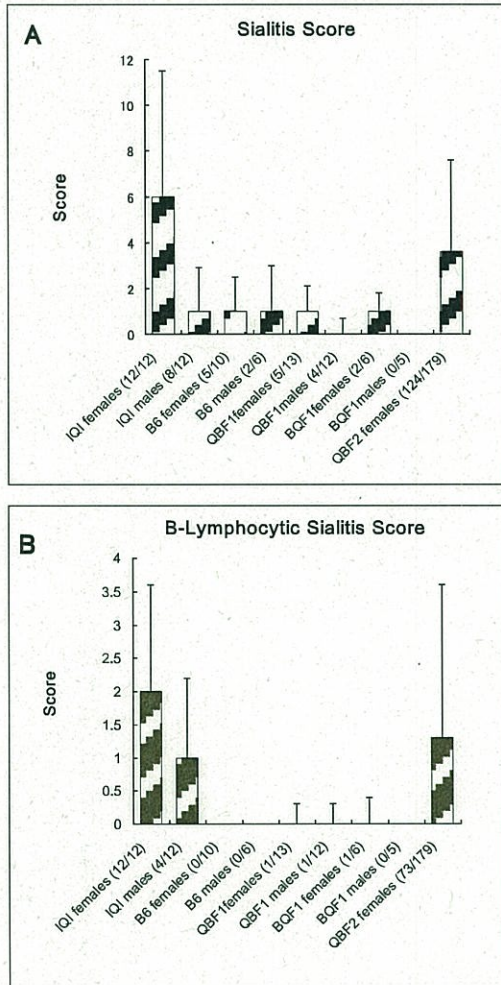 A
Sialitis Score
Score
12
10
8
6
4
2
0
IQI females (12/12)
IQI males (8/12)
B6 females (5/10)
B6 males (2/6)
QBF1females (5/13)
QBF1males (4/12)
BQF1females (2/6)
BQF1males (0/5)
QBF2 females (124/179)
B
B-Lymphocytic Sialitis Score
Score
4
3.5
3
2.5
2
1.5
1
0.5
0
IQI females (12/12)
IQI males (4/12)
B6 females (0/10)
B6 males (0/6)
QBF1females (1/13)
QBF1 males (1/12)
BQF1 females (1/6)
BQF1 males (0/5)
QBF2 females (73/179)